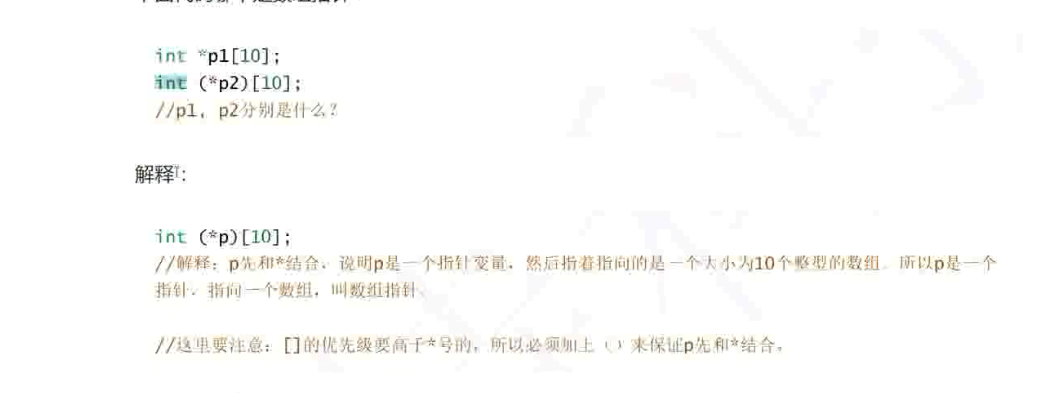 int *p1[10];
int (*p2)[10];
//p1, p2分别是什么？
解释：
int (*p)[10];
//解释：p先和*结合，说明p是一个指针变量，然后指着指向的是一个大小为10个整型的数组。所以p是一个
指针，指向一个数组，叫数组指针。
//这里要注意：[]的优先级要高于*号的，所以必须加上（）来保证p先和*结合。